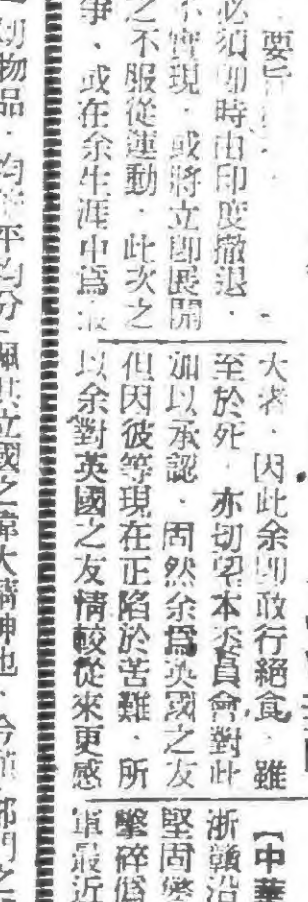 要旨
必須即時由印度撤退·
不實現·或將立即展開
之不服從運動·此次之
爭、或在余生涯中爲最
大者·因此余即敢行絕食·雖
至於死·亦切望本委員會對此
加以承認·固然余爲英國之友
但因彼等現在正陷於苦難·所
以余對英國之友情較從來更感
【中華
浙贛沿
堅固
擊碎僞
軍最近
物品·均平均分·佩其立國之偉大精神也、今部門之